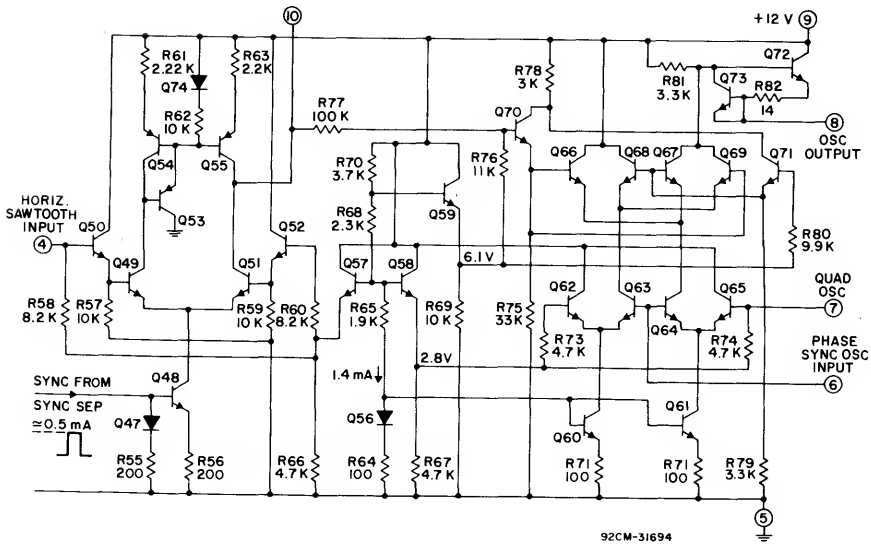 10
+12 V 9
R61
2.22 K
R63
2.2K
Q74
R62
10 K
Q54
Q55
Q53
R77
100 K
R78
3 K
Q70
R81
3.3 K
Q73
Q72
R82
14
8
OSC
OUTPUT
HORIZ.
SAWTOOTH
INPUT
4
Q50
Q49
Q52
Q51
R70
3.7 K
R68
2.3 K
Q59
R76
11 K
Q66
Q68
Q67
Q69
Q71
R80
9.9K
6.1 V
Q57
Q58
R58
8.2 K
R57
10K
R59
10 K
R60
8.2 K
R65
1.9 K
R69
10 K
R75
33 K
Q62
Q63
Q64
Q65
R73
4.7 K
R74
4.7 K
QUAD
OSC
7
PHASE
SYNC OSC
INPUT
6
2.8V
1.4 mA
SYNC FROM
SYNC SEP
≃0.5 mA
Q48
Q47
Q56
Q60
Q61
R55
200
R56
200
R66
4.7 K
R64
100
R67
4.7 K
R71
100
R71
100
R79
3.3 K
5
92CM-31694